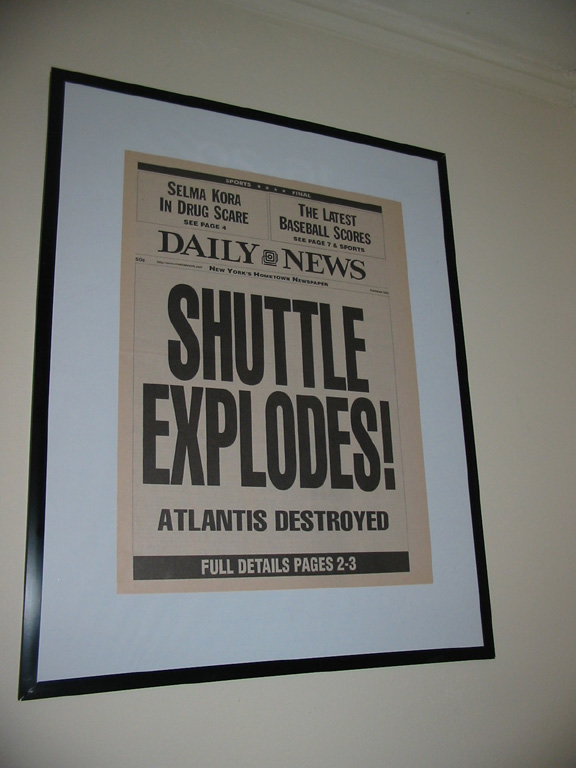 SPORTS ★ ★ ★ ★ FINAL
SELMA KORA
IN DRUG SCARE
SEE PAGE 4
THE LATEST
BASEBALL SCORES
SEE PAGE 7 & SPORTS
DAILY NEWS
50¢
NEW YORK'S HOMETOWN NEWSPAPER
SHUTTLE
EXPLODES!
ATLANTIS DESTROYED
FULL DETAILS PAGES 2-3